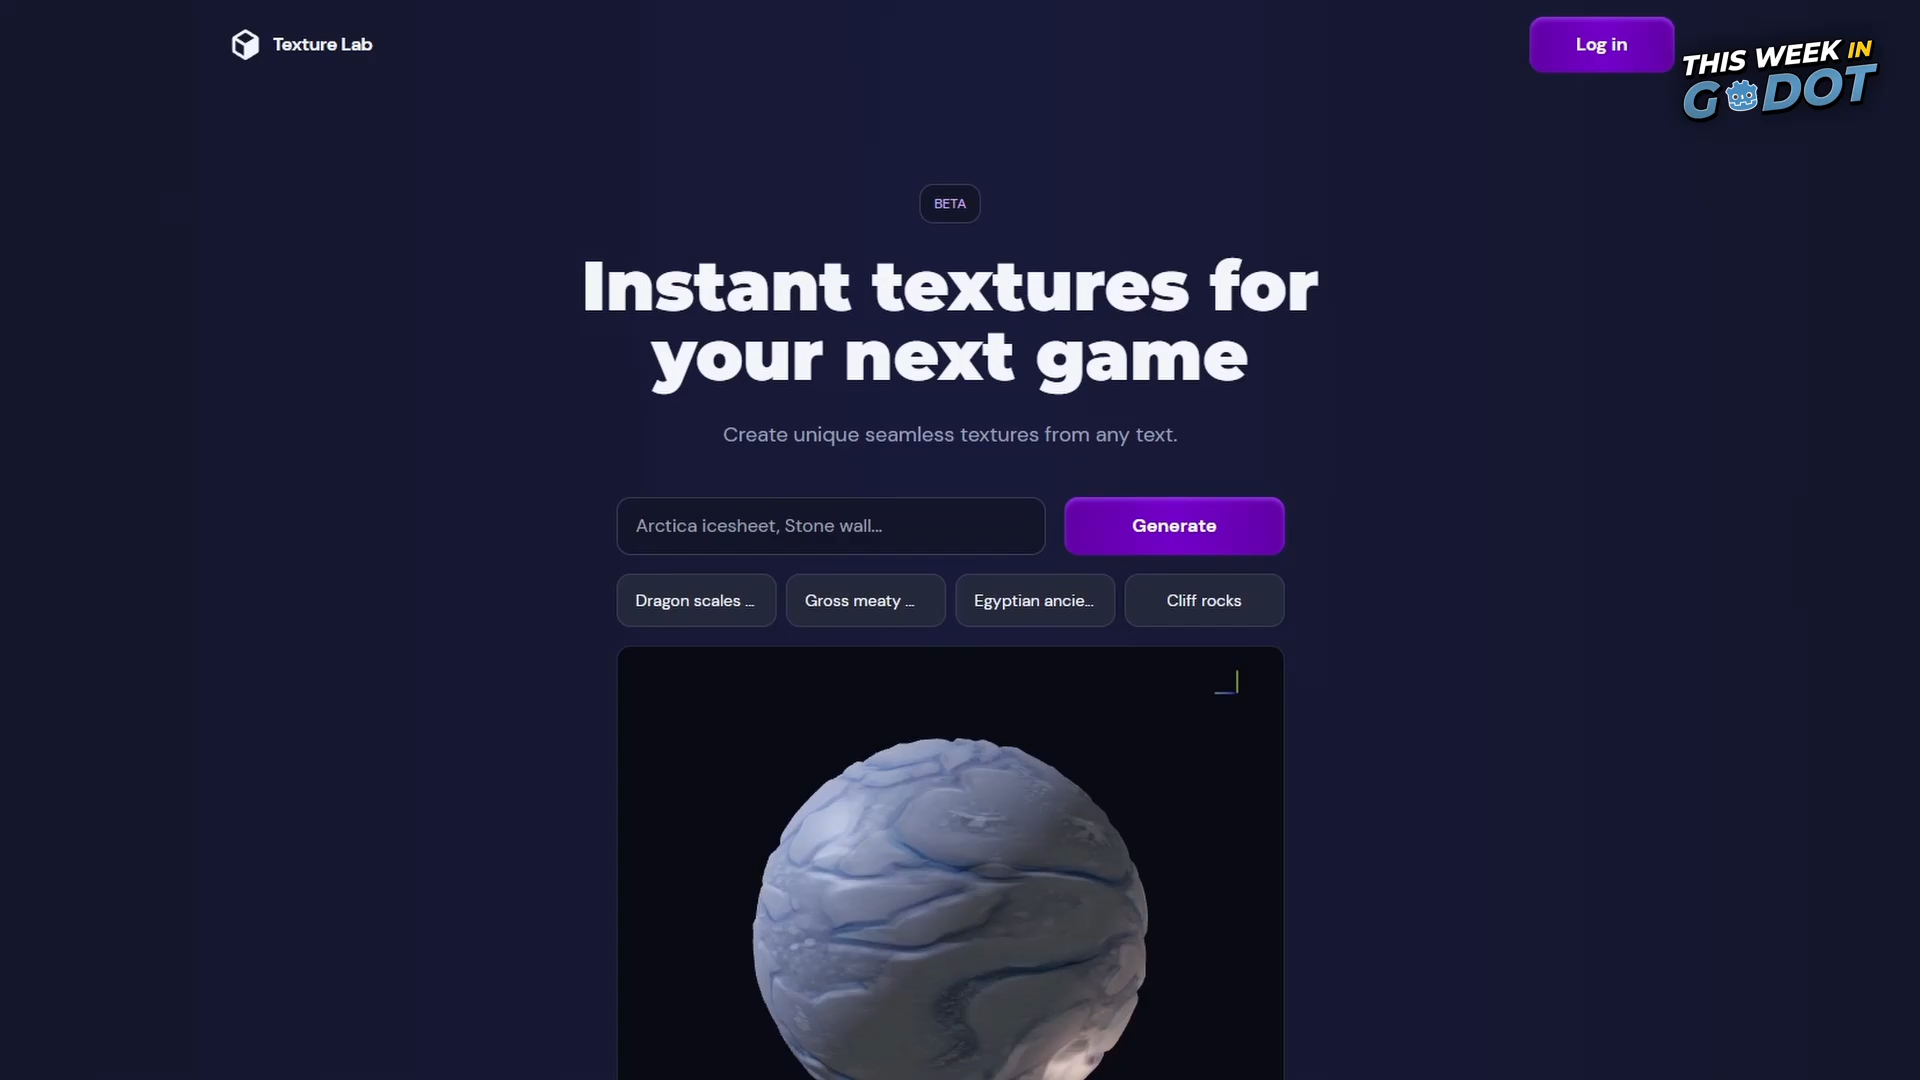 Texture Lab
Log in
THIS WEEK IN
GODOT
BETA
Instant textures for
your next game
Create unique seamless textures from any text.
Arctica icesheet, Stone wall...
Generate
Dragon scales ...
Gross meaty ...
Egyptian ancie...
Cliff rocks